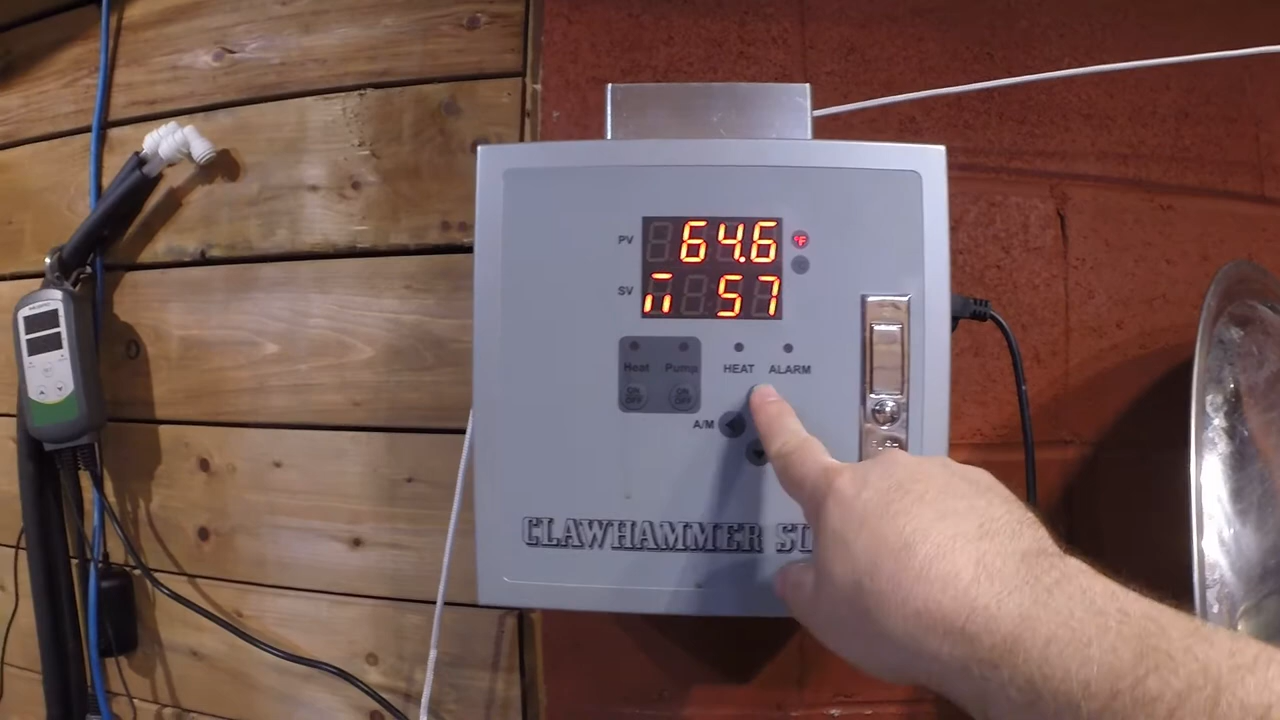 PV 64.6 °F
SV 57
Heat Pump HEAT ALARM
ON OFF ON OFF
A/M
CLAWHAMMER